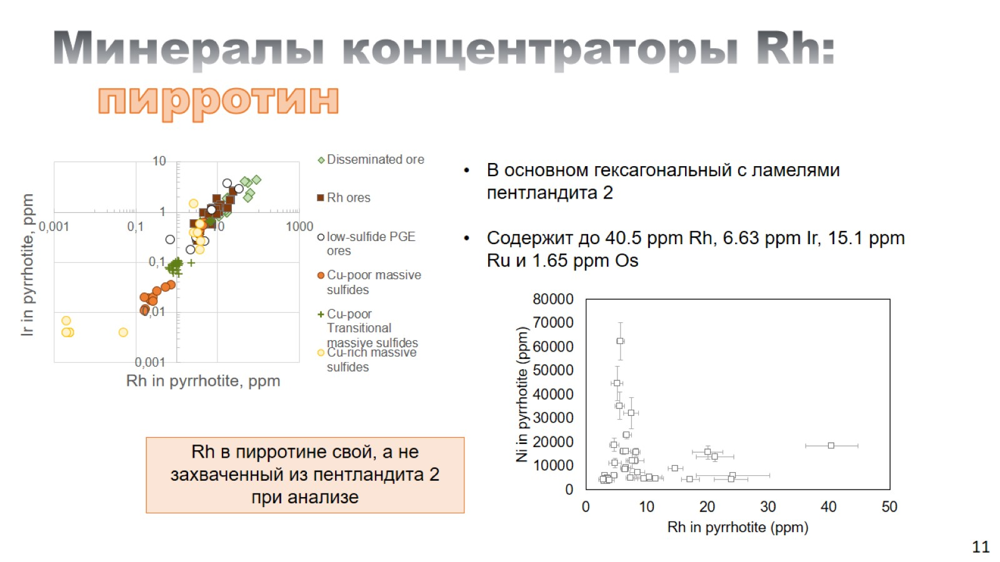 Минералы концентраторы Rh:
пирротин
10
1
0,001
0,1
10
1000
0,1
0,01
0,001
Ir in pyrrhotite, ppm
Rh in pyrrhotite, ppm
Disseminated ore
Rh ores
low-sulfide PGE
ores
Cu-poor massive
sulfides
Cu-poor
Transitional
massive sulfides
Cu-rich massive
sulfides
• В основном гексагональный с ламелями
пентландита 2
• Содержит до 40.5 ppm Rh, 6.63 ppm Ir, 15.1 ppm
Ru и 1.65 ppm Os
80000
70000
60000
50000
40000
30000
20000
10000
0
Ni in pyrrhotite (ppm)
0
10
20
30
40
50
Rh in pyrrhotite (ppm)
Rh в пирротине свой, а не
захваченный из пентландита 2
при анализе
11